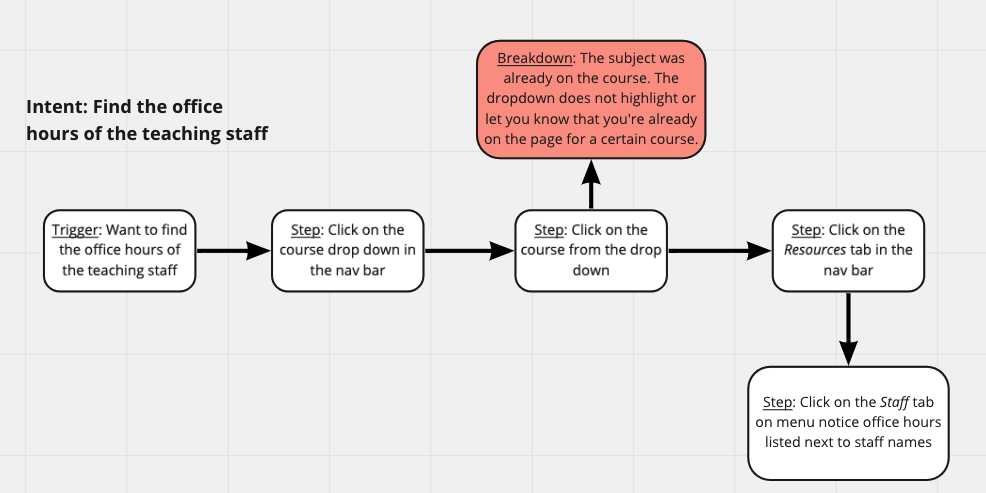 Breakdown: The subject was
already on the course. The
dropdown does not highlight or
let you know that you're already
on the page for a certain course.
Intent: Find the office
hours of the teaching staff
Trigger: Want to find
the office hours of
the teaching staff
Step: Click on the
course drop down in
the nav bar
Step: Click on the
course from the drop
down
Step: Click on the
Resources tab in the
nav bar
Step: Click on the Staff tab
on menu notice office hours
listed next to staff names